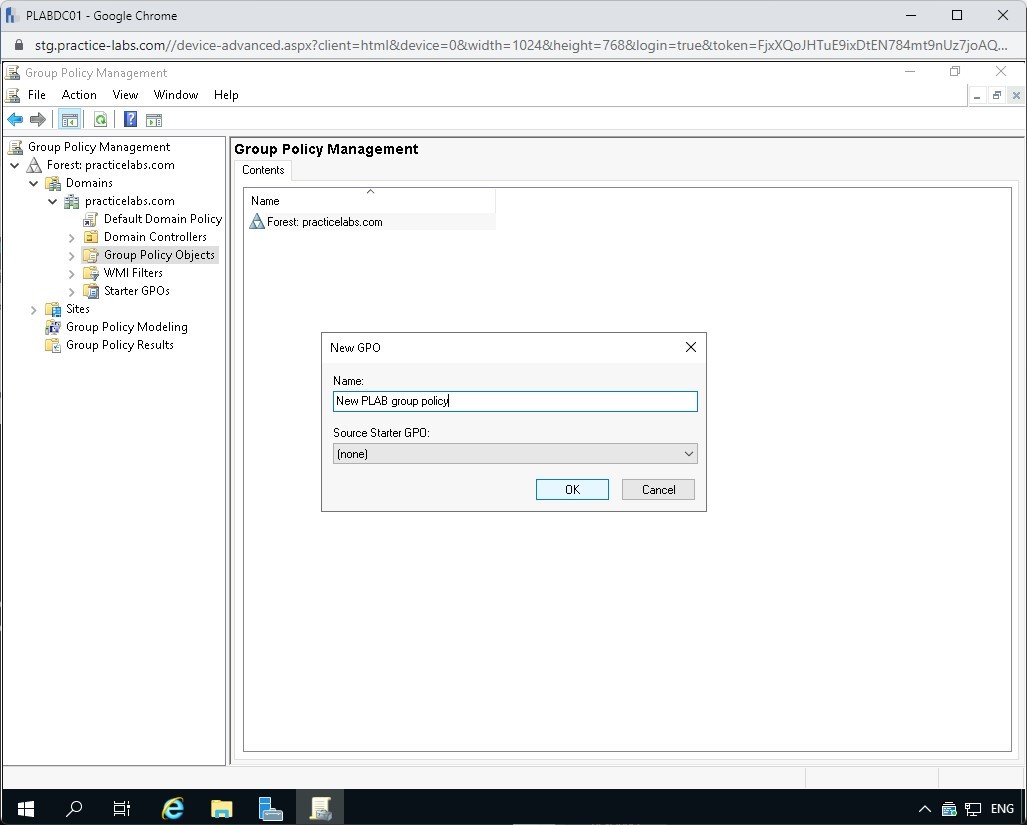 PLABDC01 - Google Chrome
stg.practice-labs.com//device-advanced.aspx?client=html&device=0&width=1024&height=768&login=true&token=FjxXQoJHTuE9ixDtEN784mt9nUz7joAQ...
Group Policy Management
File Action View Window Help
Group Policy Management
Forest: practicelabs.com
Domains
practicelabs.com
Default Domain Policy
Domain Controllers
Group Policy Objects
WMI Filters
Starter GPOs
Sites
Group Policy Modeling
Group Policy Results
Group Policy Management
Contents
Name
Forest: practicelabs.com
New GPO
Name:
New PLAB group policy
Source Starter GPO:
(none)
OK Cancel
ENG